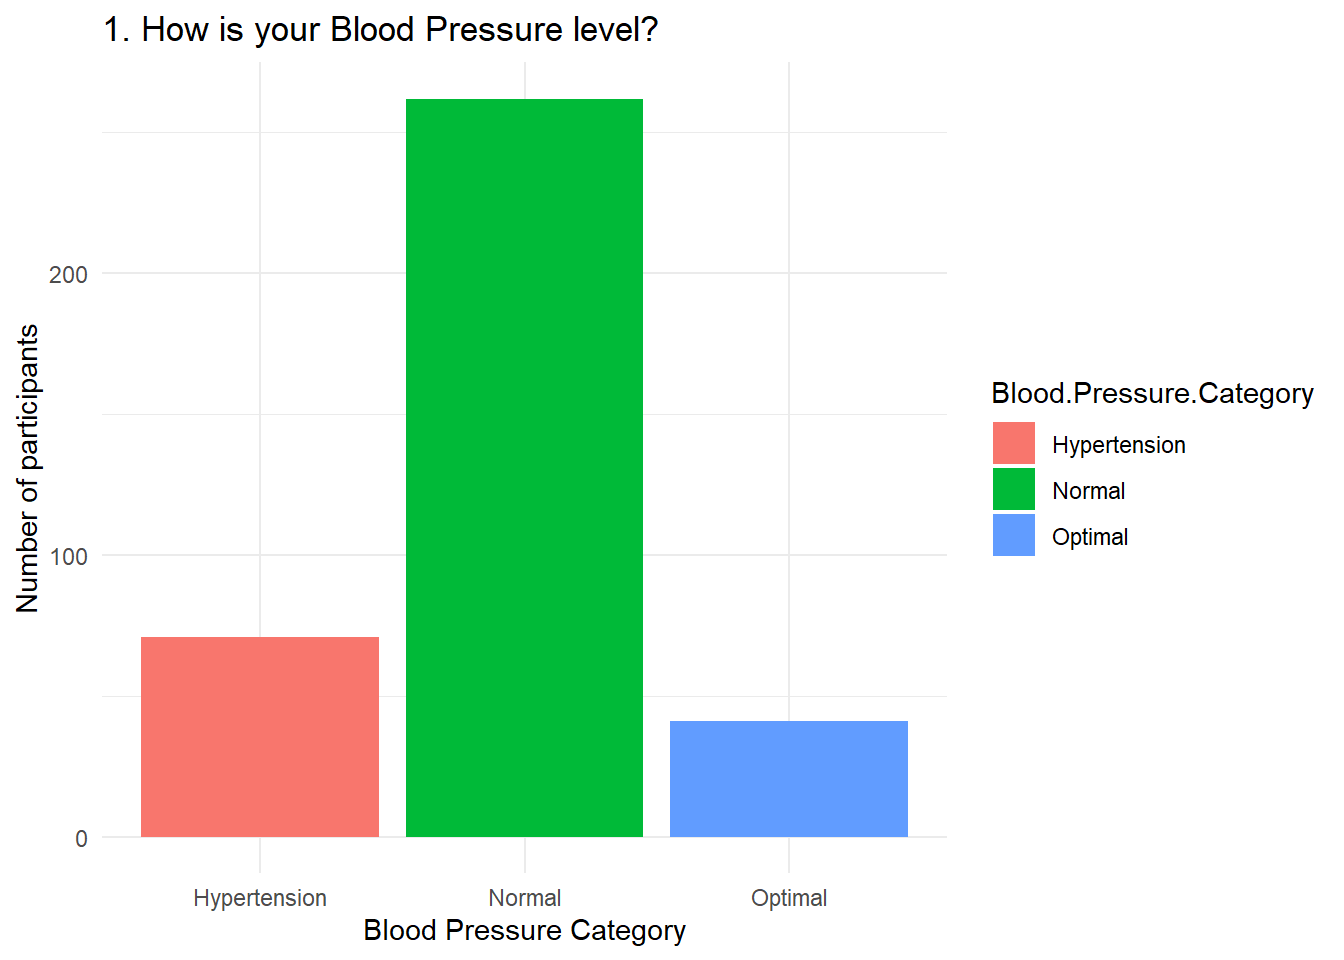 1. How is your Blood Pressure level?
Number of participants
200
100
0
Hypertension
Normal
Optimal
Blood Pressure Category
Blood.Pressure.Category
Hypertension
Normal
Optimal